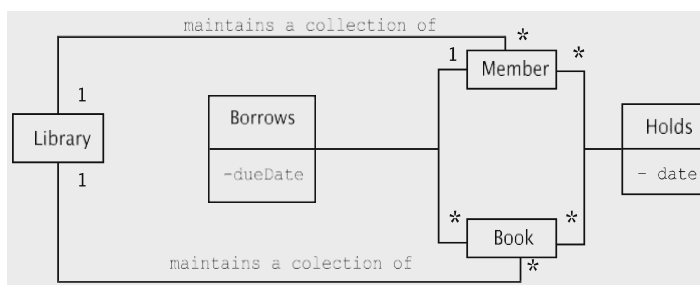 maintains a collection of
*
1
Member
*
1
Library
1
Borrows
-dueDate
Holds
- date
*
Book
*
*
maintains a colection of